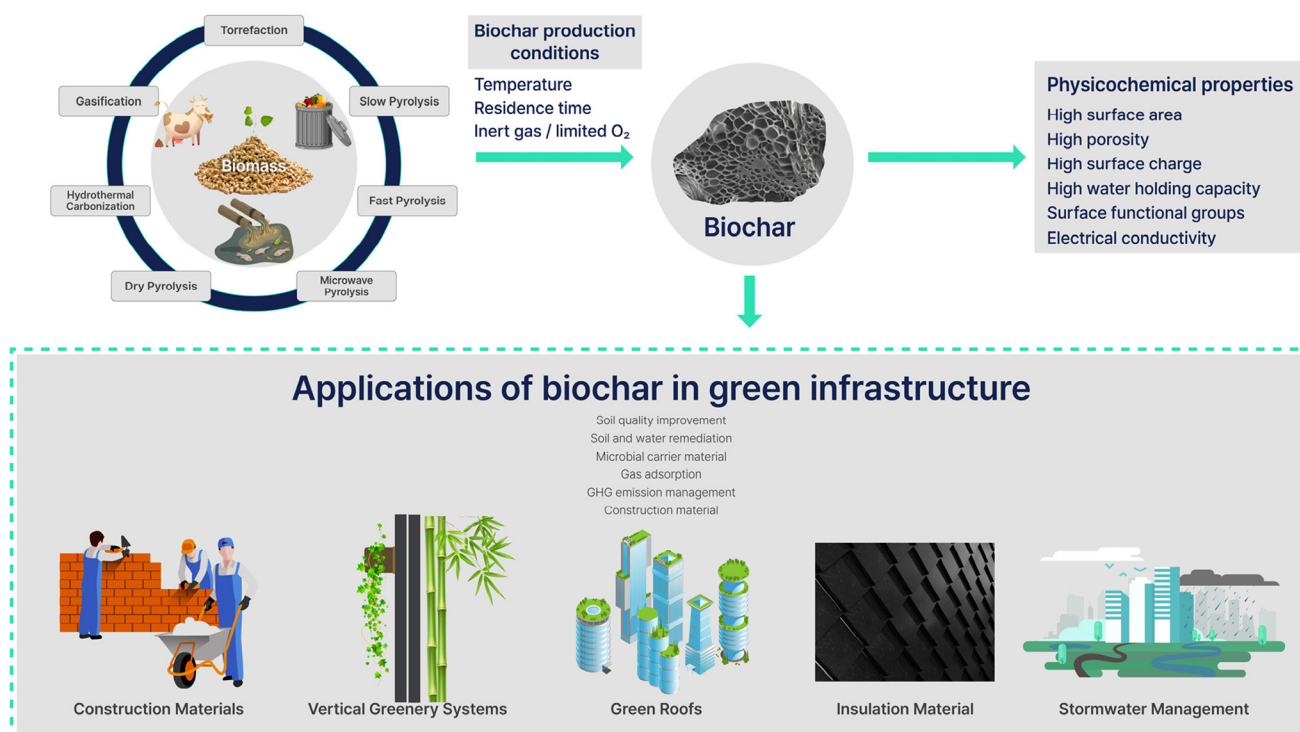 Torrefaction
Gasification
Slow Pyrolysis
Biomass
Hydrothermal
Carbonization
Fast Pyrolysis
Dry Pyrolysis
Microwave
Pyrolysis
Biochar production
conditions
Temperature
Residence time
Inert gas / limited O₂
Biochar
Physicochemical properties
High surface area
High porosity
High surface charge
High water holding capacity
Surface functional groups
Electrical conductivity
Applications of biochar in green infrastructure
Soil quality improvement
Soil and water remediation
Microbial carrier material
Gas adsorption
GHG emission management
Construction material
Construction Materials
Vertical Greenery Systems
Green Roofs
Insulation Material
Stormwater Management